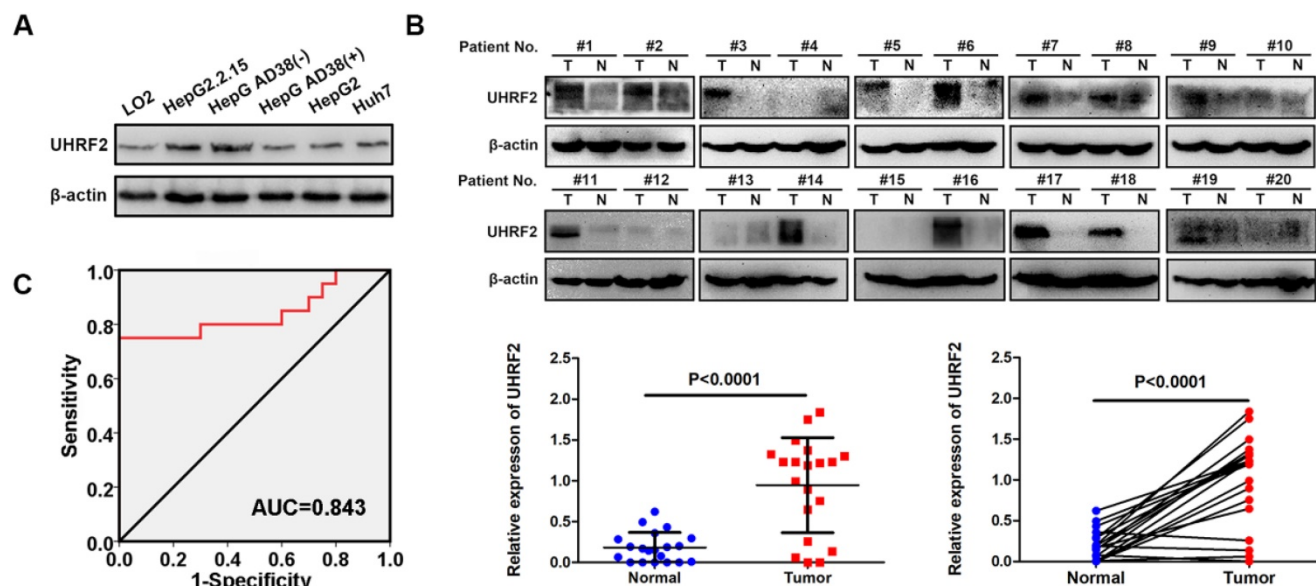 A
LO2 HepG2.2.15 HepG AD38(-) HepG AD38(+) HepG2 Huh7
UHRF2
β-actin
B
Patient No. #1 #2 #3 #4 #5 #6 #7 #8 #9 #10
T N T N T N T N T N T N T N T N T N T N
UHRF2
β-actin
Patient No. #11 #12 #13 #14 #15 #16 #17 #18 #19 #20
T N T N T N T N T N T N T N T N T N T N
UHRF2
β-actin
C
1.0
0.8
0.6
0.4
0.2
0.0
Sensitivity
AUC=0.843
0.0 0.2 0.4 0.6 0.8 1.0
1-Specificity
Relative expresson of UHRF2
2.5
2.0
1.5
1.0
0.5
0.0
P<0.0001
Normal Tumor
Relative expresson of UHRF2
2.5
2.0
1.5
1.0
0.5
0.0
P<0.0001
Normal Tumor